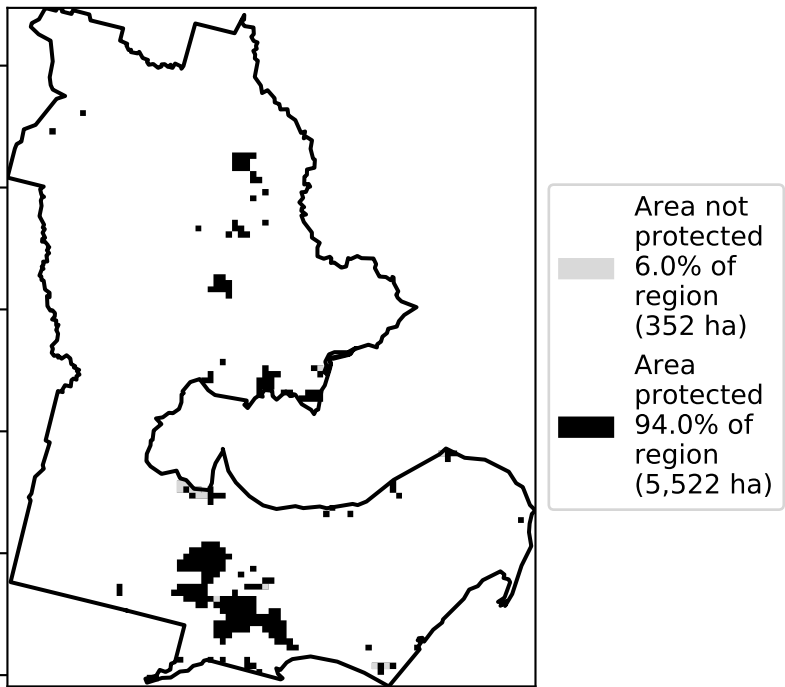 Area not
protected
6.0% of
region
(352 ha)
Area
protected
94.0% of
region
(5,522 ha)